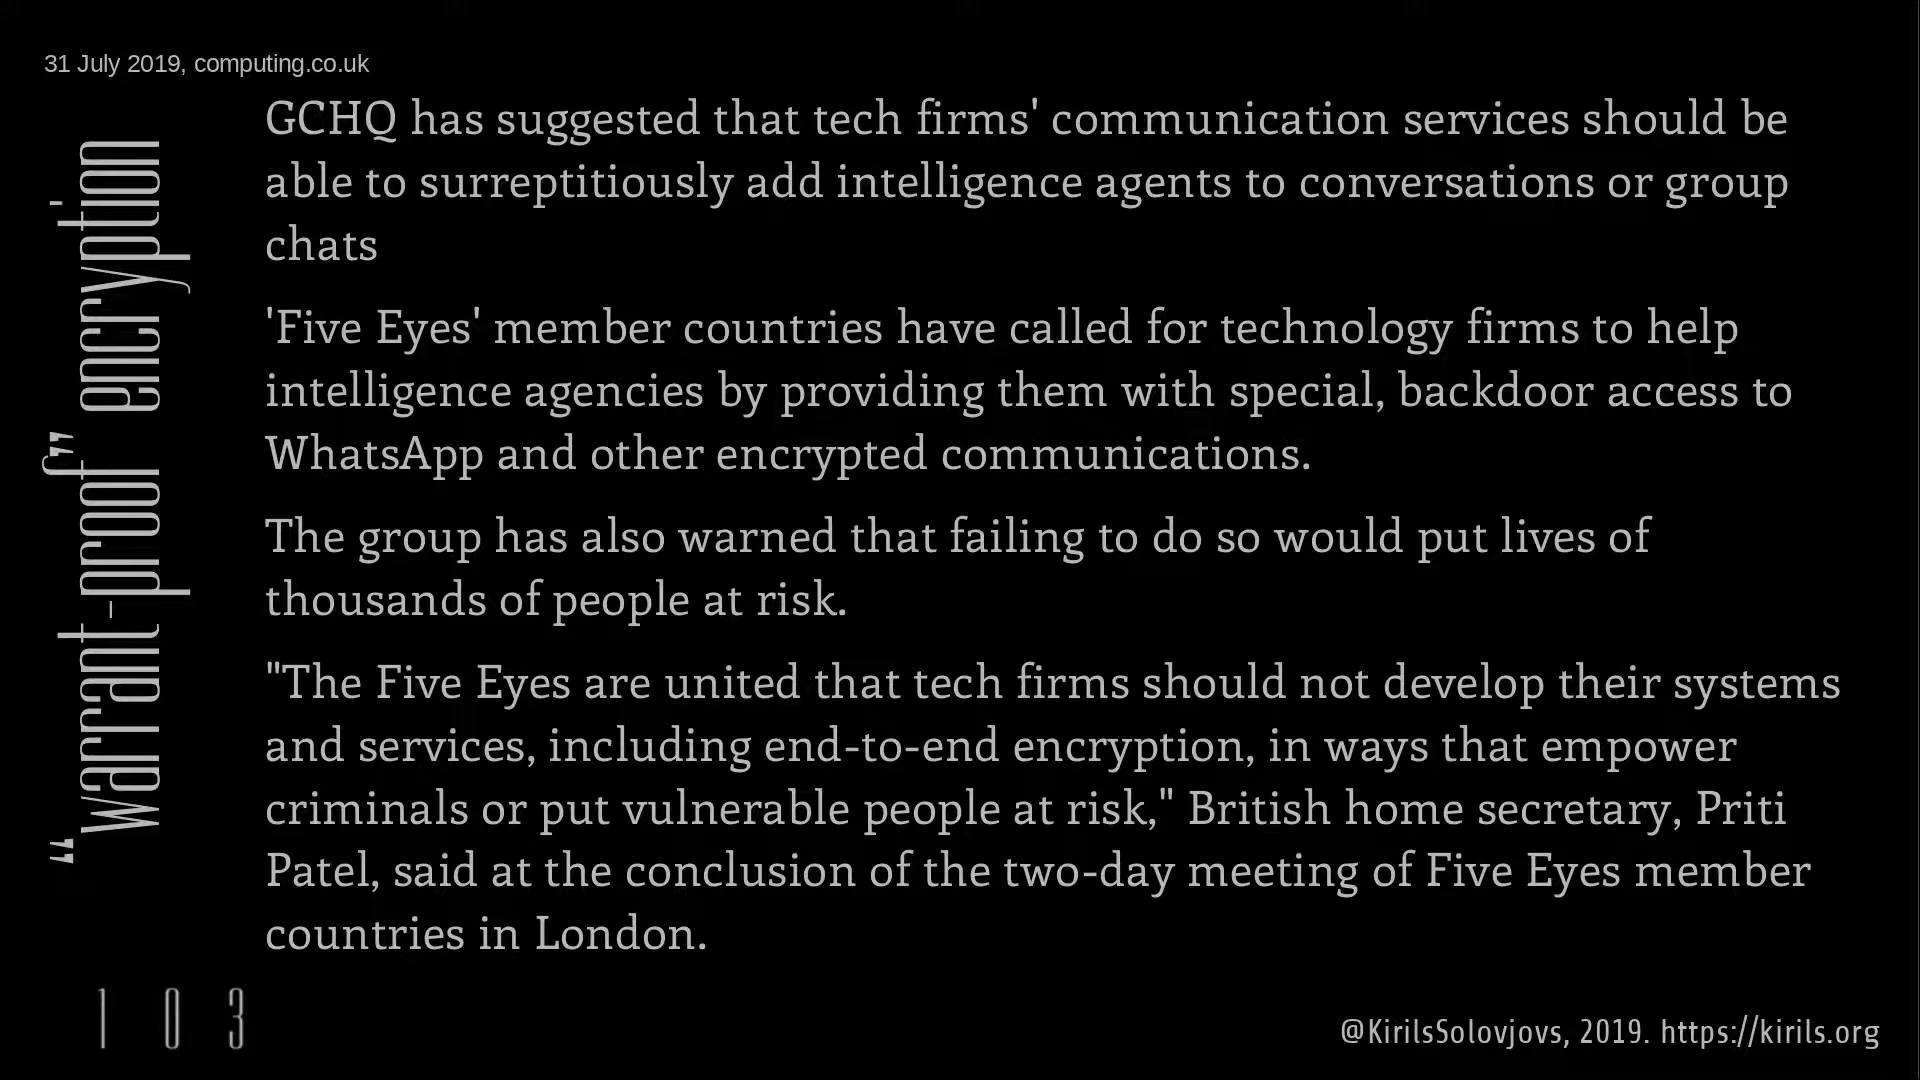 31 July 2019, computing.co.uk
“warrant-proof” encryption
GCHQ has suggested that tech firms' communication services should be
able to surreptitiously add intelligence agents to conversations or group
chats
'Five Eyes' member countries have called for technology firms to help
intelligence agencies by providing them with special, backdoor access to
WhatsApp and other encrypted communications.
The group has also warned that failing to do so would put lives of
thousands of people at risk.
"The Five Eyes are united that tech firms should not develop their systems
and services, including end-to-end encryption, in ways that empower
criminals or put vulnerable people at risk," British home secretary, Priti
Patel, said at the conclusion of the two-day meeting of Five Eyes member
countries in London.
103
@KirilsSolovjovs, 2019. https://kirils.org